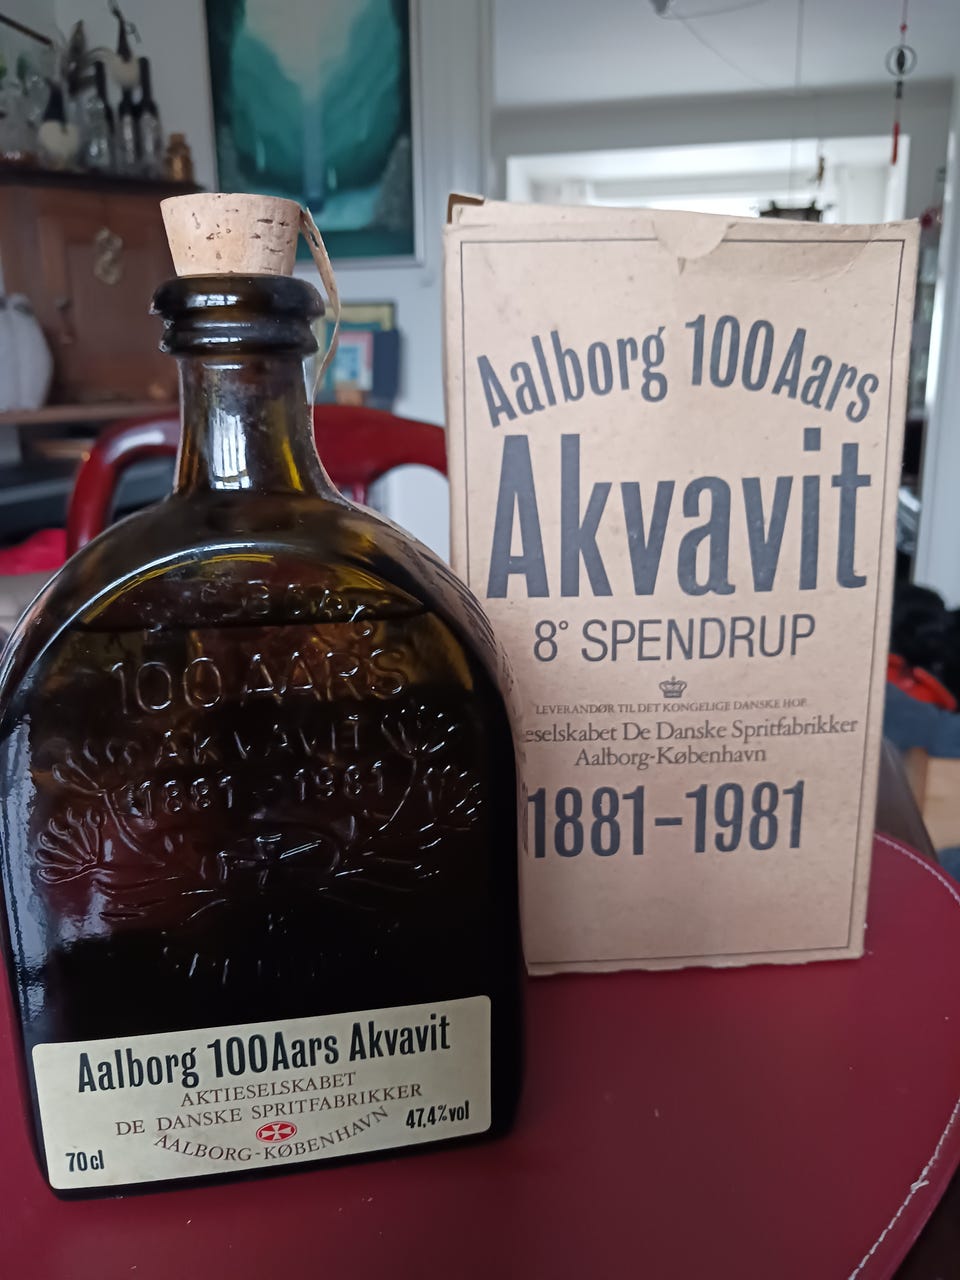 100 AARS
AKVAVIT
1881-1981
Aalborg 100Aars Akvavit
AKTIESELSKABET
DE DANSKE SPRITFABRIKKER
AALBORG-KØBENHAVN
70cl
47,4%vol
Aalborg 100Aars
Akvavit
8° SPENDRUP
LEVERANDØR TIL DET KONGELIGE DANSKE HOF
eselskabet De Danske Spritfabrikker
Aalborg-København
1881-1981